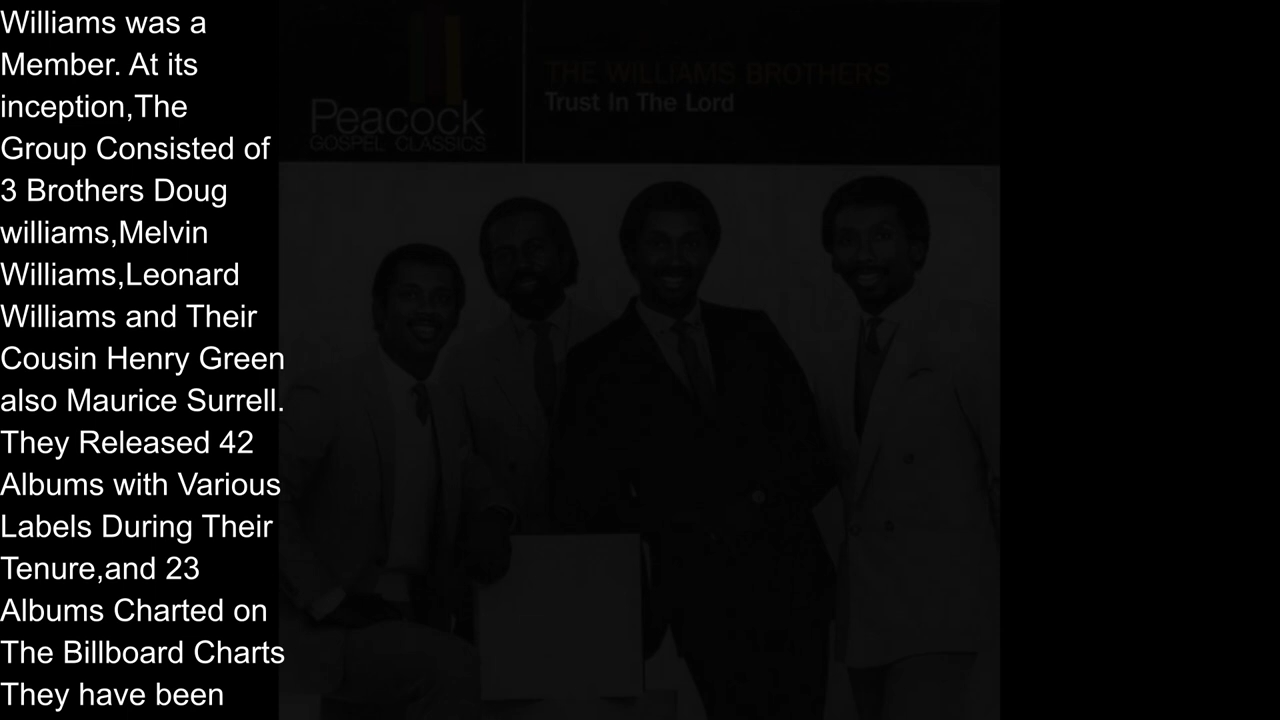 Williams was a
Member. At its
inception,The
Group Consisted of
3 Brothers Doug
williams,Melvin
Williams,Leonard
Williams and Their
Cousin Henry Green
also Maurice Surrell.
They Released 42
Albums with Various
Labels During Their
Tenure,and 23
Albums Charted on
The Billboard Charts
They have been
Peacock
GOSPEL CLASSICS
THE WILLIAMS BROTHERS
Trust In The Lord